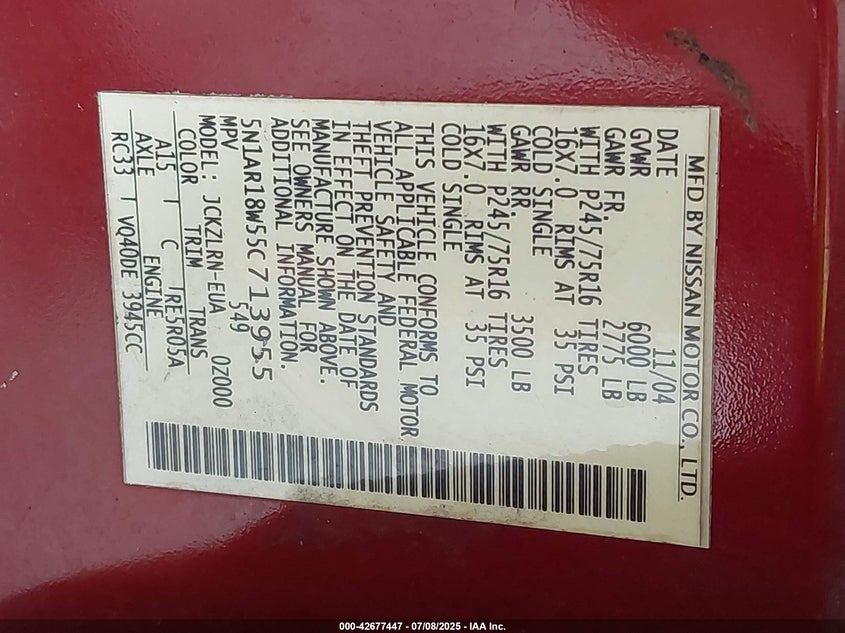 MFD BY NISSAN MOTOR CO., LTD.
DATE 11/04
GVWR 6000 LB
GAWR FR. 2775 LB
WITH P245/75R16 TIRES
16X7.0 RIMS AT 35 PSI
COLD SINGLE
GAWR RR. 3500 LB
WITH P245/75R16 TIRES
16X7.0 RIMS AT 35 PSI
COLD SINGLE
THIS VEHICLE CONFORMS TO
ALL APPLICABLE FEDERAL MOTOR
VEHICLE SAFETY AND
THEFT PREVENTION STANDARDS
IN EFFECT ON THE DATE OF
MANUFACTURE SHOWN ABOVE.
SEE OWNERS MANUAL FOR
ADDITIONAL INFORMATION.
5N1AR18W55C713955
MPV 549
MODEL: JCKZLRN-EUA 0Z000
COLOR TRIM TRANS
A15 C RE5R05A
AXLE ENGINE
RC33 VQ40DE 3945CC
000-42677447 - 07/08/2025 - IAA Inc.